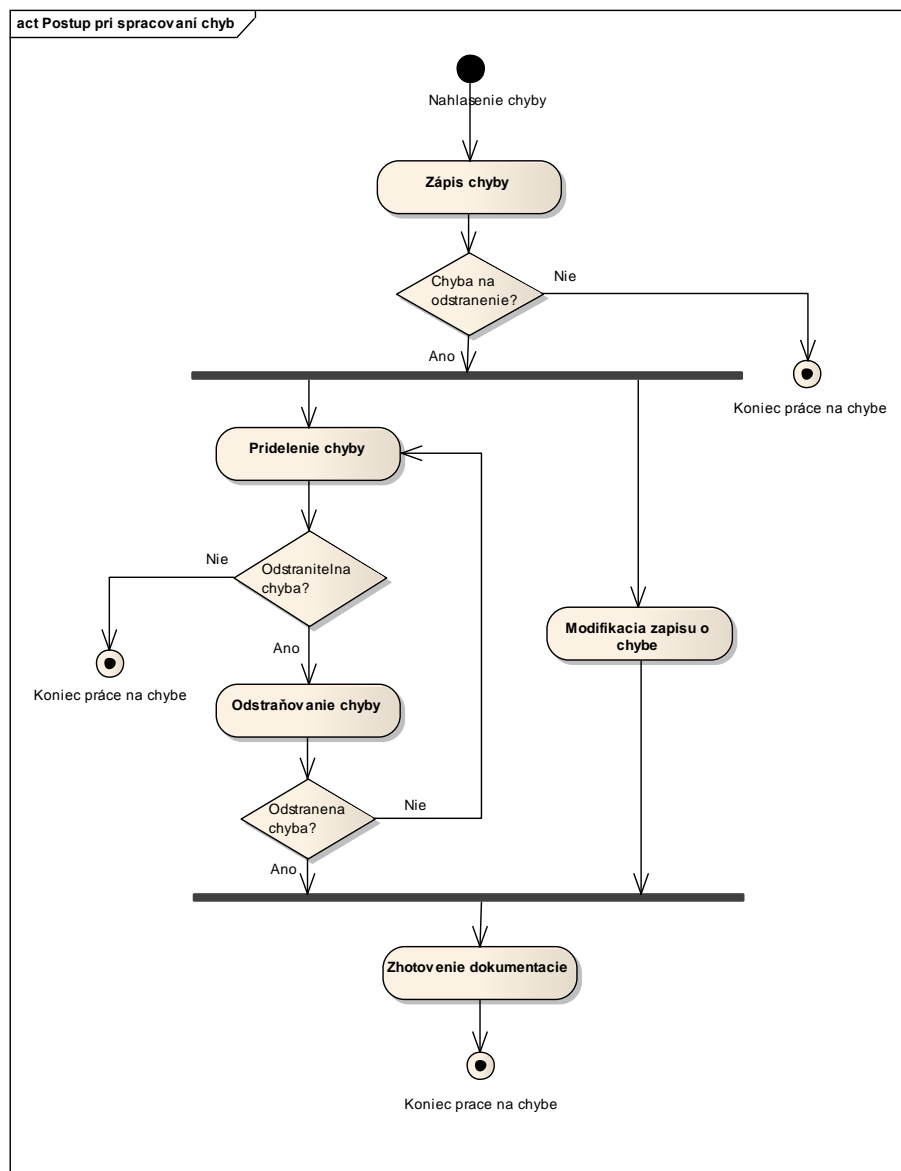 act Postup pri spracovaní chyb
Nahlasenie chyby
Zápis chyby
Chyba na
odstranenie?
Nie
Ano
Koniec práce na chybe
Pridelenie chyby
Nie
Odstranitelna
chyba?
Modifikacia zapisu o
chybe
Ano
Koniec práce na chybe
Odstraňovanie chyby
Odstranena
chyba?
Nie
Ano
Zhotovenie dokumentacie
Koniec prace na chybe